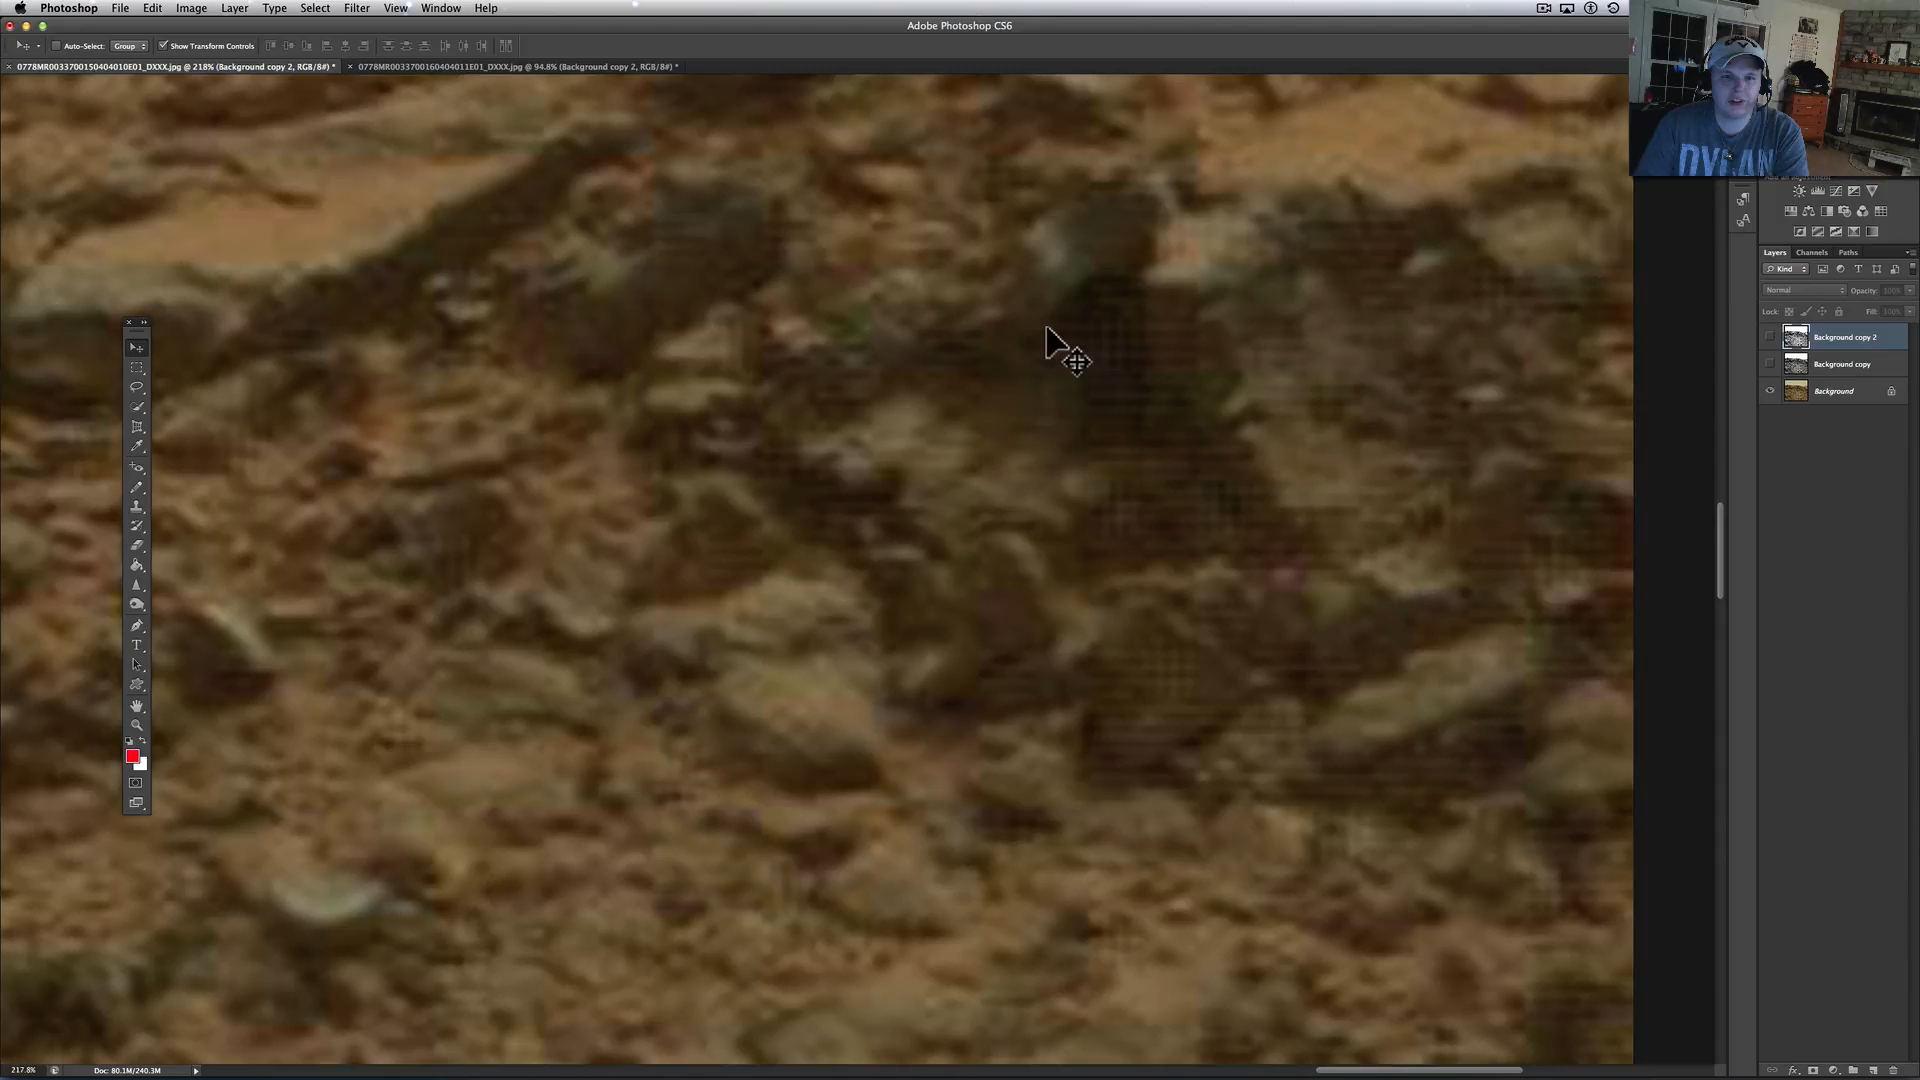 Photoshop File Edit Image Layer Type Select Filter View Window Help
Adobe Photoshop CS6
Auto-Select: Group Show Transform Controls
0778MR0033700150404010E01_DXXX.jpg @ 218% (Background copy 2, RGB/8#) *
0778MR0033700160404011E01_DXXX.jpg @ 94.8% (Background copy 2, RGB/8#) *
Layers Channels Paths
Kind
Normal Opacity: 100%
Lock: Fill: 100%
Background copy 2
Background copy
Background
217.8% Doc: 80.1M/240.3M